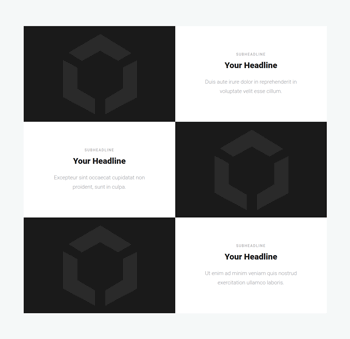 SUBHEADLINE
Your Headline
Duis aute irure dolor in reprehenderit in
voluptate velit esse cillum.
SUBHEADLINE
Your Headline
Excepteur sint occaecat cupidatat non
proident, sunt in culpa.
SUBHEADLINE
Your Headline
Ut enim ad minim veniam quis nostrud
exercitation ullamco laboris.